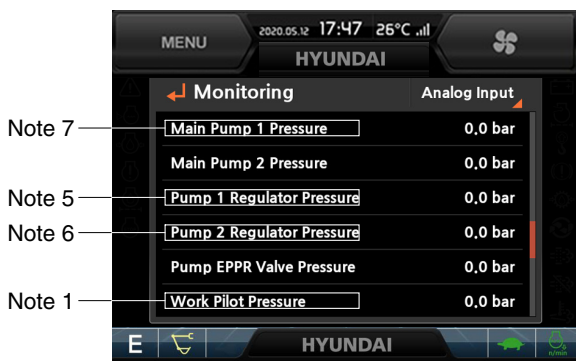 MENU
2020.05.12 17:47 26°C
HYUNDAI
Monitoring Analog Input
Note 7 Main Pump 1 Pressure 0.0 bar
Main Pump 2 Pressure 0.0 bar
Note 5 Pump 1 Regulator Pressure 0.0 bar
Note 6 Pump 2 Regulator Pressure 0.0 bar
Pump EPPR Valve Pressure 0.0 bar
Note 1 Work Pilot Pressure 0.0 bar
E HYUNDAI n/min